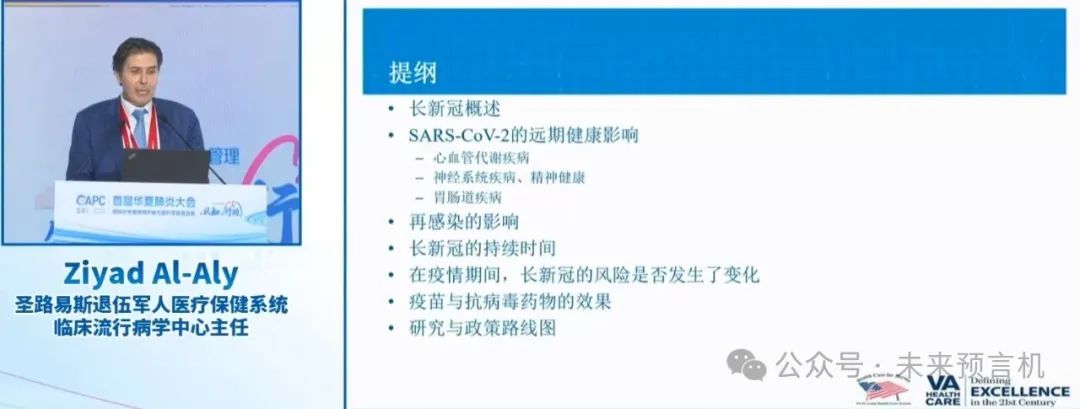 管理
CAPC
首届华夏肺炎大会
认知
行动
Ziyad Al-Aly
圣路易斯退伍军人医疗保健系统
临床流行病学中心主任
提纲
• 长新冠概述
• SARS-CoV-2的远期健康影响
– 心血管代谢疾病
– 神经系统疾病、精神健康
– 胃肠道疾病
• 再感染的影响
• 长新冠的持续时间
• 在疫情期间，长新冠的风险是否发生了变化
• 疫苗与抗病毒药物的效果
• 研究与政策路线图
公众号 · 未来预言机
VA
HEALTH
CARE
Defining
EXCELLENCE
in the 21st Century